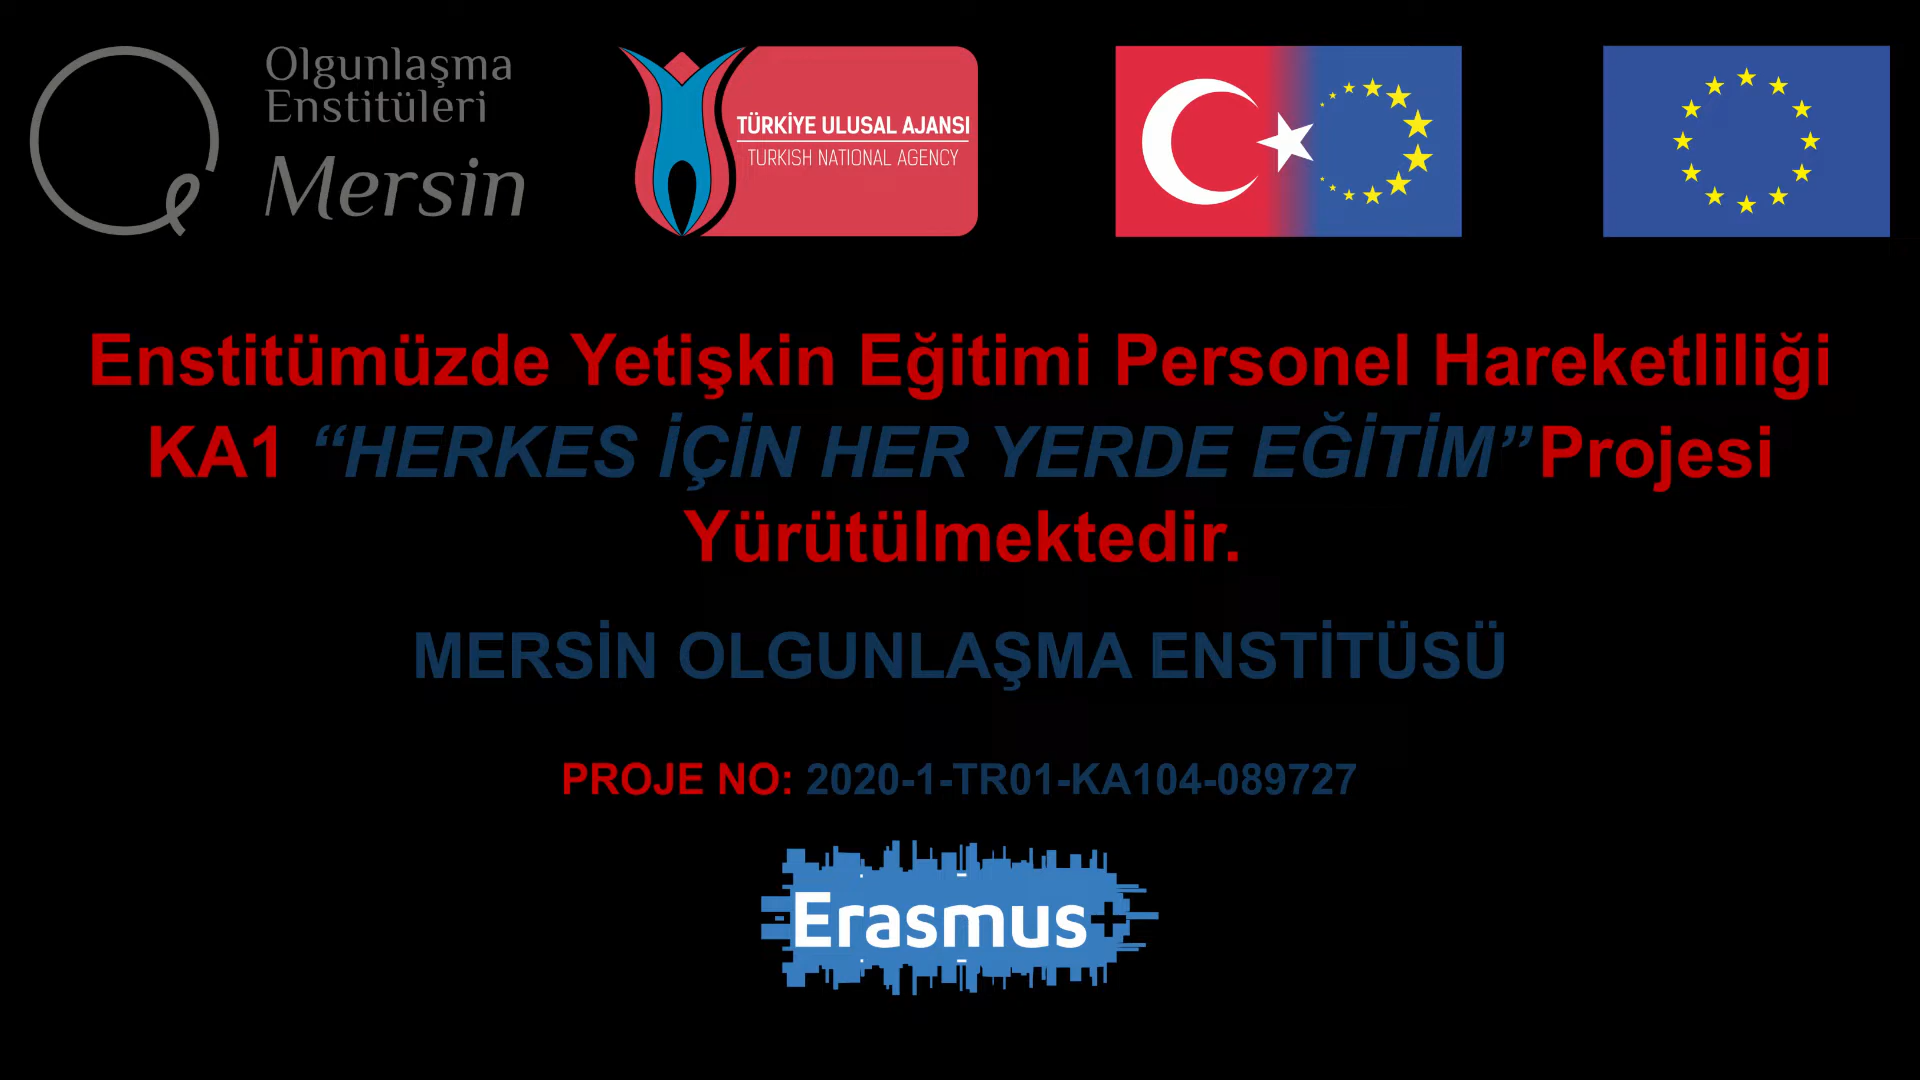 Olgunlaşma
Enstitüleri
Mersin
TÜRKİYE ULUSAL AJANSI
TURKISH NATIONAL AGENCY
Enstitümüzde Yetişkin Eğitimi Personel Hareketliliği
KA1 “HERKES İÇİN HER YERDE EĞİTİM” Projesi
Yürütülmektedir.
MERSİN OLGUNLAŞMA ENSTİTÜSÜ
PROJE NO: 2020-1-TR01-KA104-089727
Erasmus+